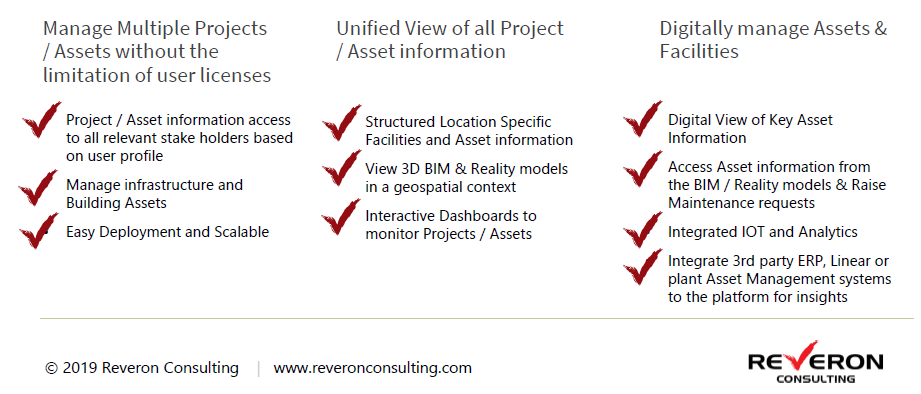 Manage Multiple Projects
/ Assets without the
limitation of user licenses
Project / Asset information access
to all relevant stake holders based
on user profile
Manage infrastructure and
Building Assets
Easy Deployment and Scalable
Unified View of all Project
/ Asset information
Structured Location Specific
Facilities and Asset information
View 3D BIM & Reality models
in a geospatial context
Interactive Dashboards to
monitor Projects / Assets
Digitally manage Assets &
Facilities
Digital View of Key Asset
Information
Access Asset information from
the BIM / Reality models & Raise
Maintenance requests
Integrated IOT and Analytics
Integrate 3rd party ERP, Linear or
plant Asset Management systems
to the platform for insights
© 2019 Reveron Consulting | www.reveronconsulting.com
REVERON
CONSULTING